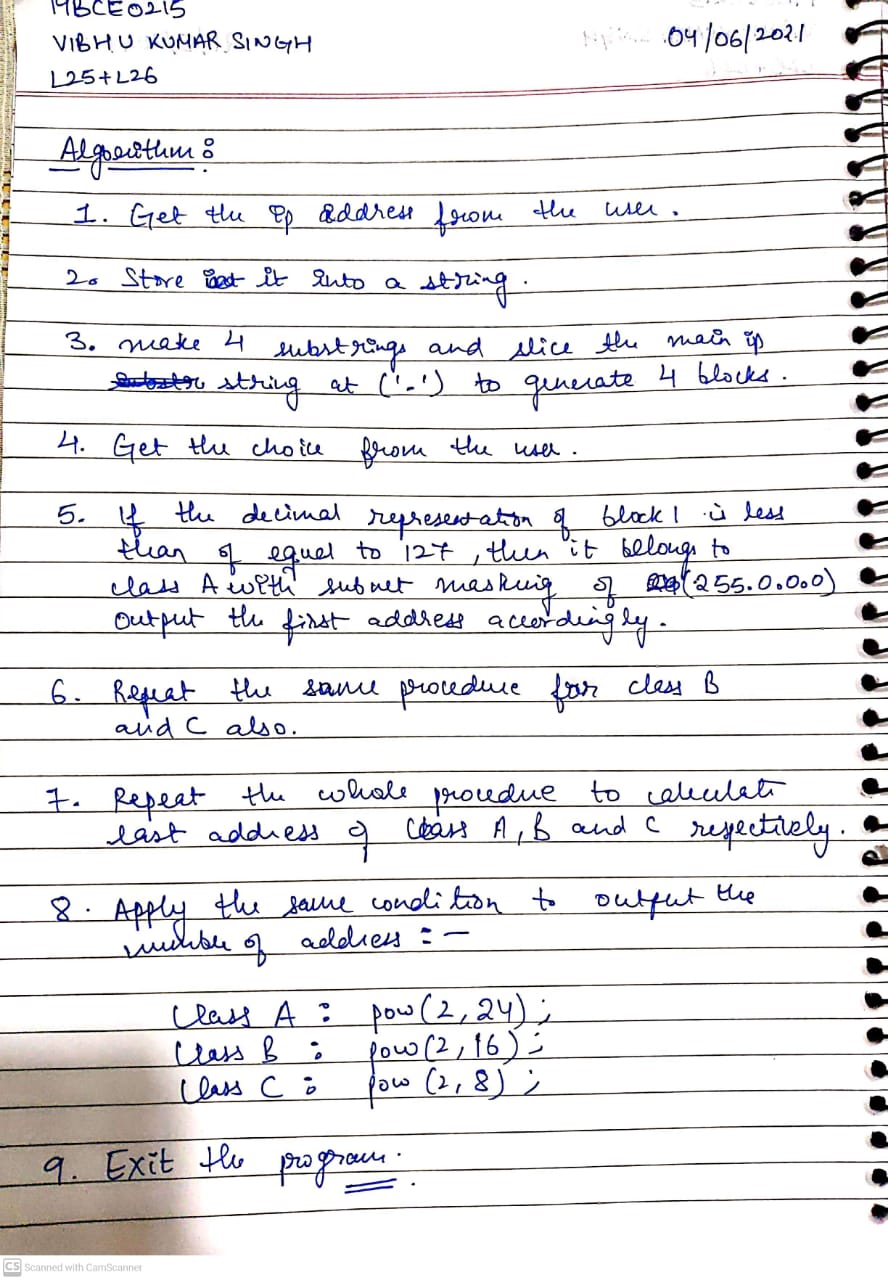 19BCE0215
VIBHU KUMAR SINGH
04/06/2021
L25+L26
Algorithm :
1. Get the Ip address from the user.
2. Store it into a string.
3. make 4 substrings and slice the main ip
string at ('.') to generate 4 blocks.
4. Get the choice from the user.
5. If the decimal representation of block 1 is less
than of equal to 127, then it belongs to
class A with subnet masking of (255.0.0.0)
Output the first address accordingly.
6. Repeat the same procedure for class B
and C also.
7. Repeat the whole procedue to calculate
last address of Class A, B and C respectively.
8. Apply the same condition to output the
number of address :-
Class A : pow(2,24);
Class B : pow(2,16);
Class C : pow (2,8);
9. Exit the program.
CS Scanned with CamScanner